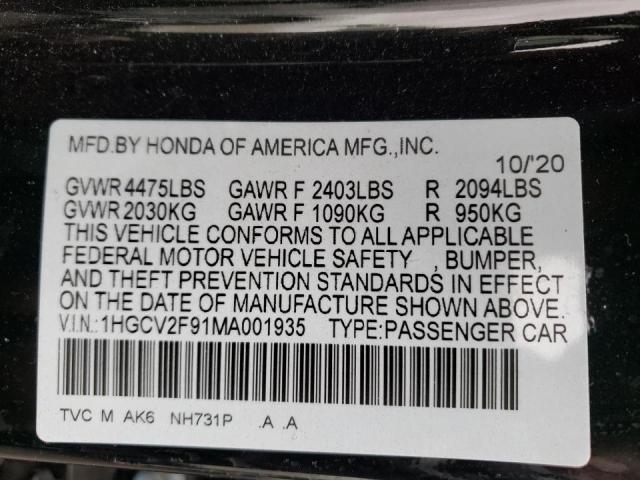 MFD.BY HONDA OF AMERICA MFG.,INC.
10/'20
GVWR 4475LBS GAWR F 2403LBS R 2094LBS
GVWR 2030KG GAWR F 1090KG R 950KG
THIS VEHICLE CONFORMS TO ALL APPLICABLE
FEDERAL MOTOR VEHICLE SAFETY , BUMPER,
AND THEFT PREVENTION STANDARDS IN EFFECT
ON THE DATE OF MANUFACTURE SHOWN ABOVE.
V.I.N.:1HGCV2F91MA001935 TYPE:PASSENGER CAR
TVC M AK6 NH731P .A .A